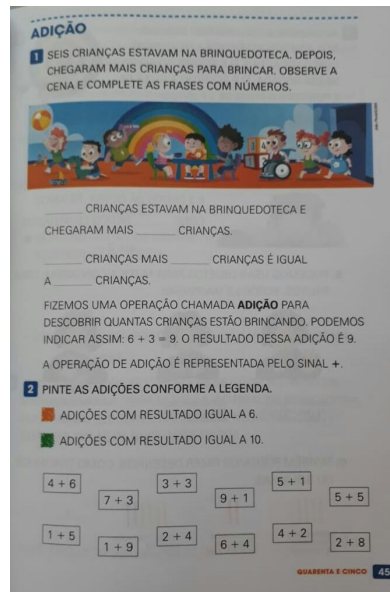 ADIÇÃO
1 SEIS CRIANÇAS ESTAVAM NA BRINQUEDOTECA. DEPOIS,
CHEGARAM MAIS CRIANÇAS PARA BRINCAR. OBSERVE A
CENA E COMPLETE AS FRASES COM NÚMEROS.
______ CRIANÇAS ESTAVAM NA BRINQUEDOTECA E
CHEGARAM MAIS ______ CRIANÇAS.
______ CRIANÇAS MAIS ______ CRIANÇAS É IGUAL
A ______ CRIANÇAS.
FIZEMOS UMA OPERAÇÃO CHAMADA ADIÇÃO PARA
DESCOBRIR QUANTAS CRIANÇAS ESTÃO BRINCANDO. PODEMOS
INDICAR ASSIM: 6 + 3 = 9. O RESULTADO DESSA ADIÇÃO É 9.
A OPERAÇÃO DE ADIÇÃO É REPRESENTADA PELO SINAL +.
2 PINTE AS ADIÇÕES CONFORME A LEGENDA.
ADIÇÕES COM RESULTADO IGUAL A 6.
ADIÇÕES COM RESULTADO IGUAL A 10.
4 + 6
7 + 3
3 + 3
9 + 1
5 + 1
5 + 5
1 + 5
1 + 9
2 + 4
6 + 4
4 + 2
2 + 8
QUARENTA E CINCO 45